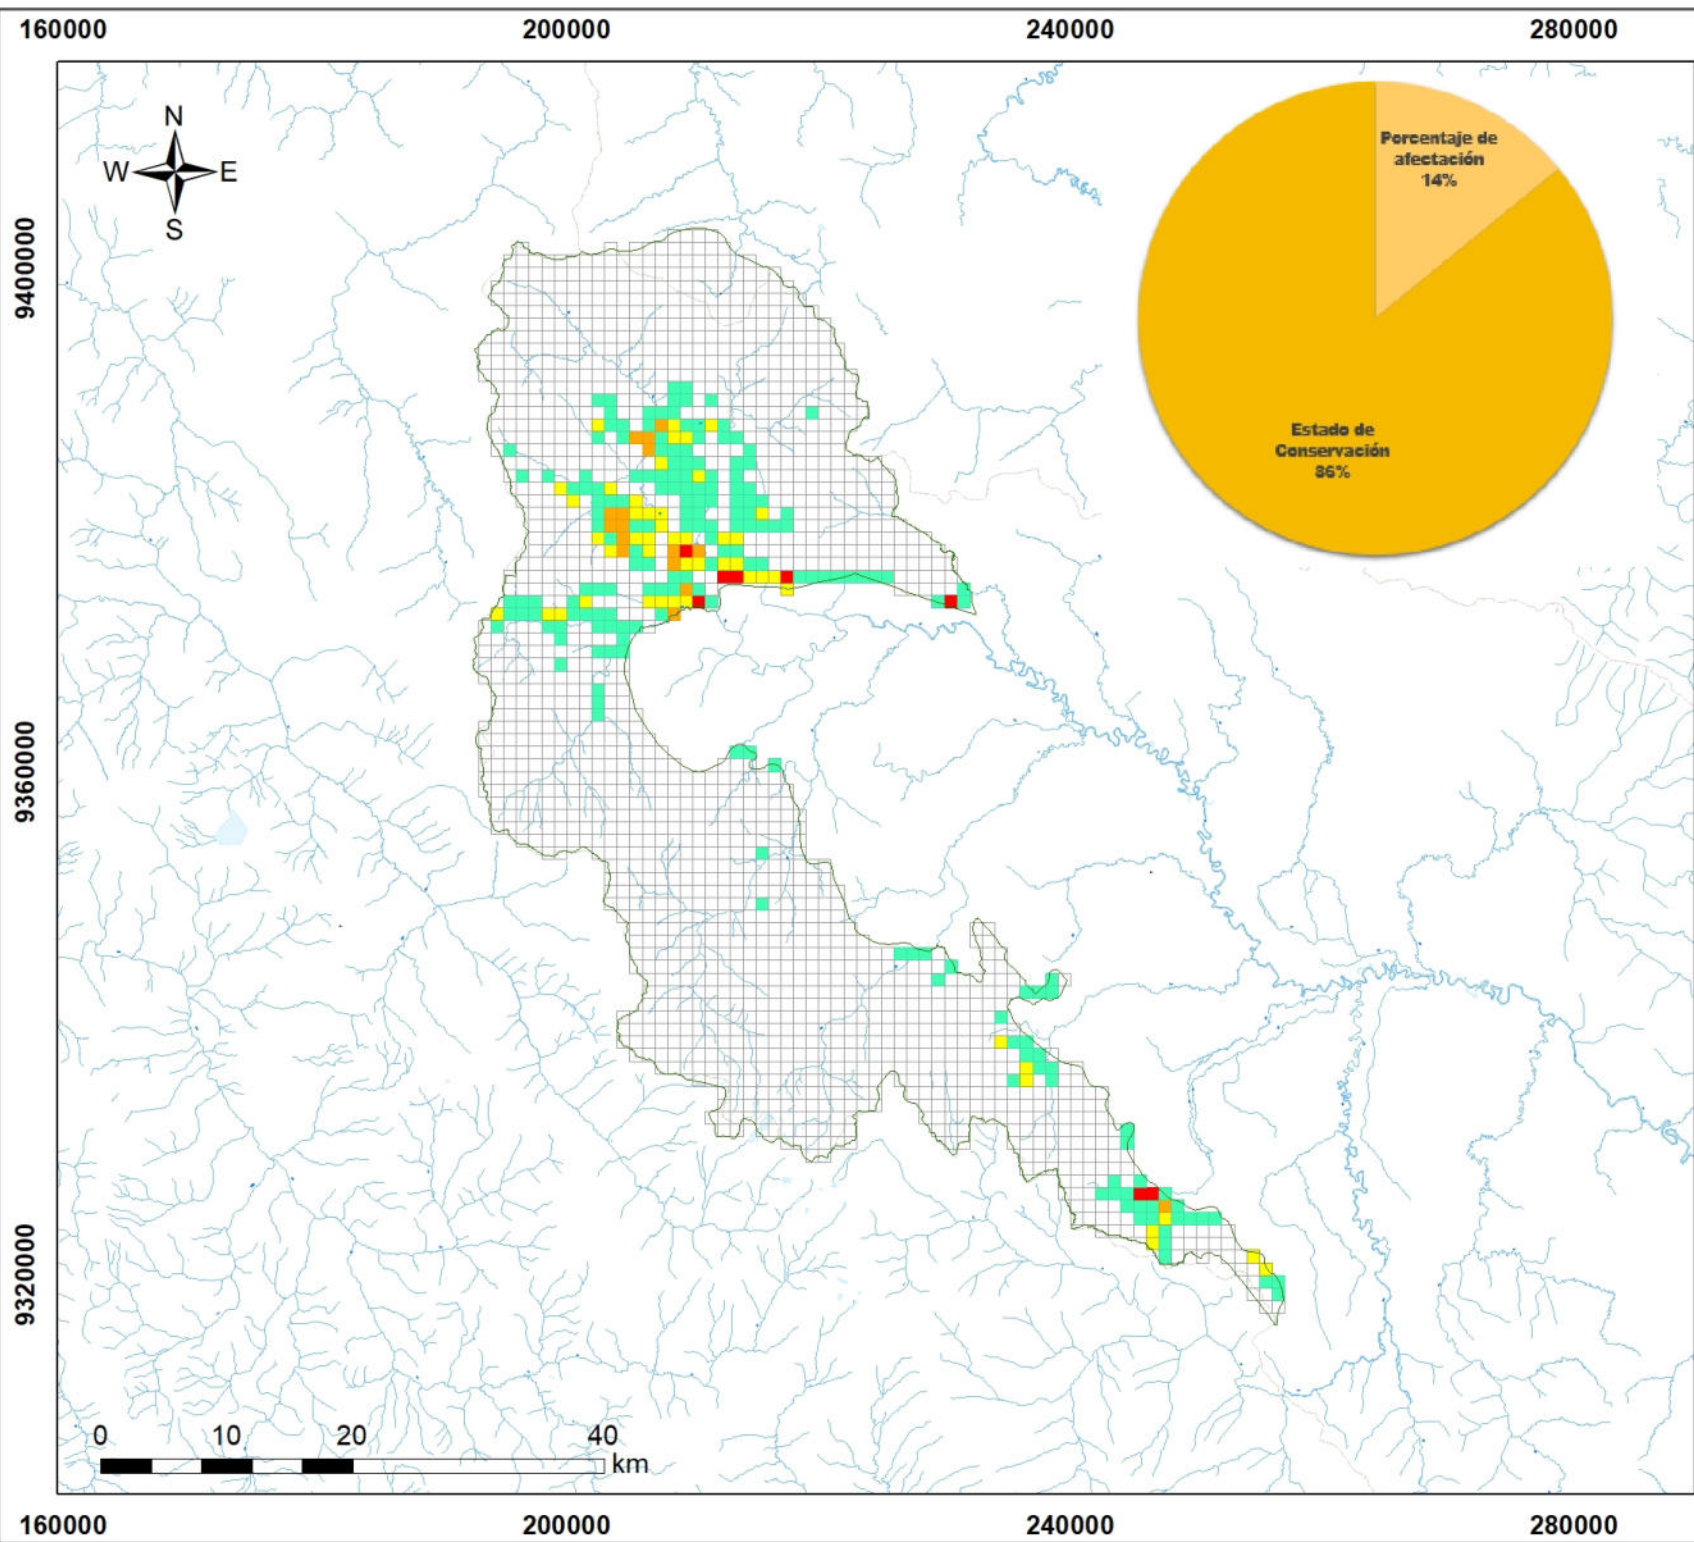 160000 200000 240000 280000
N
W E
S
Porcentaje de
afectación
14%
Estado de
Conservación
86%
9400000
9360000
9320000
0 10 20 40
km
160000 200000 240000 280000